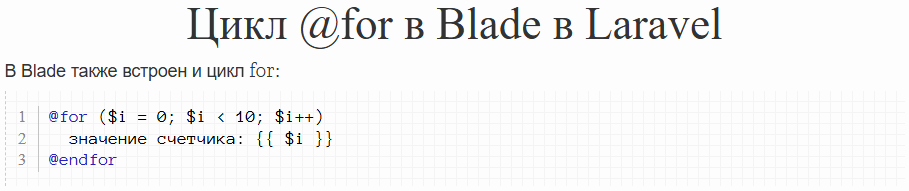 Цикл @for в Blade в Laravel
В Blade также встроен и цикл for:
1 @for ($i = 0; $i < 10; $i++)
2   значение счетчика: {{ $i }}
3 @endfor